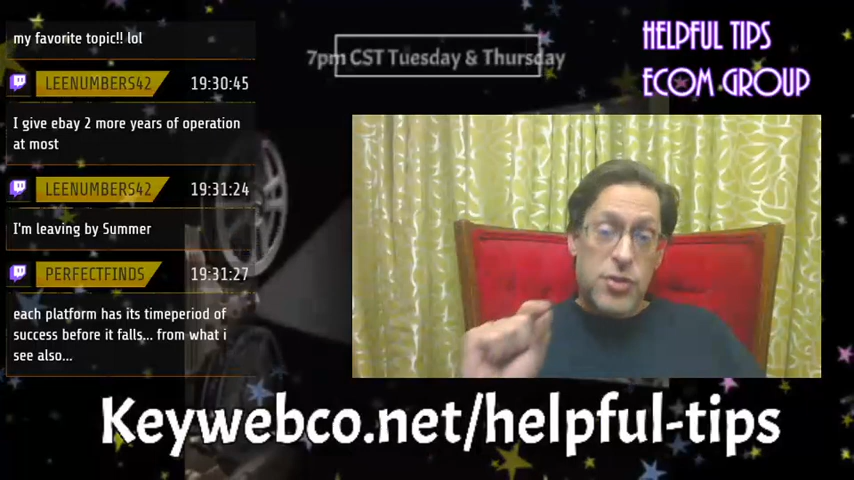 my favorite topic!! lol
LEENUMBERS42 19:30:45
I give ebay 2 more years of operation
at most
LEENUMBERS42 19:31:24
I'm leaving by Summer
PERFECTFINDS 19:31:27
each platform has its timeperiod of
success before it falls... from what i
see also...
7pm CST Tuesday & Thursday
HELPFUL TIPS
ECOM GROUP
Keywebco.net/helpful-tips